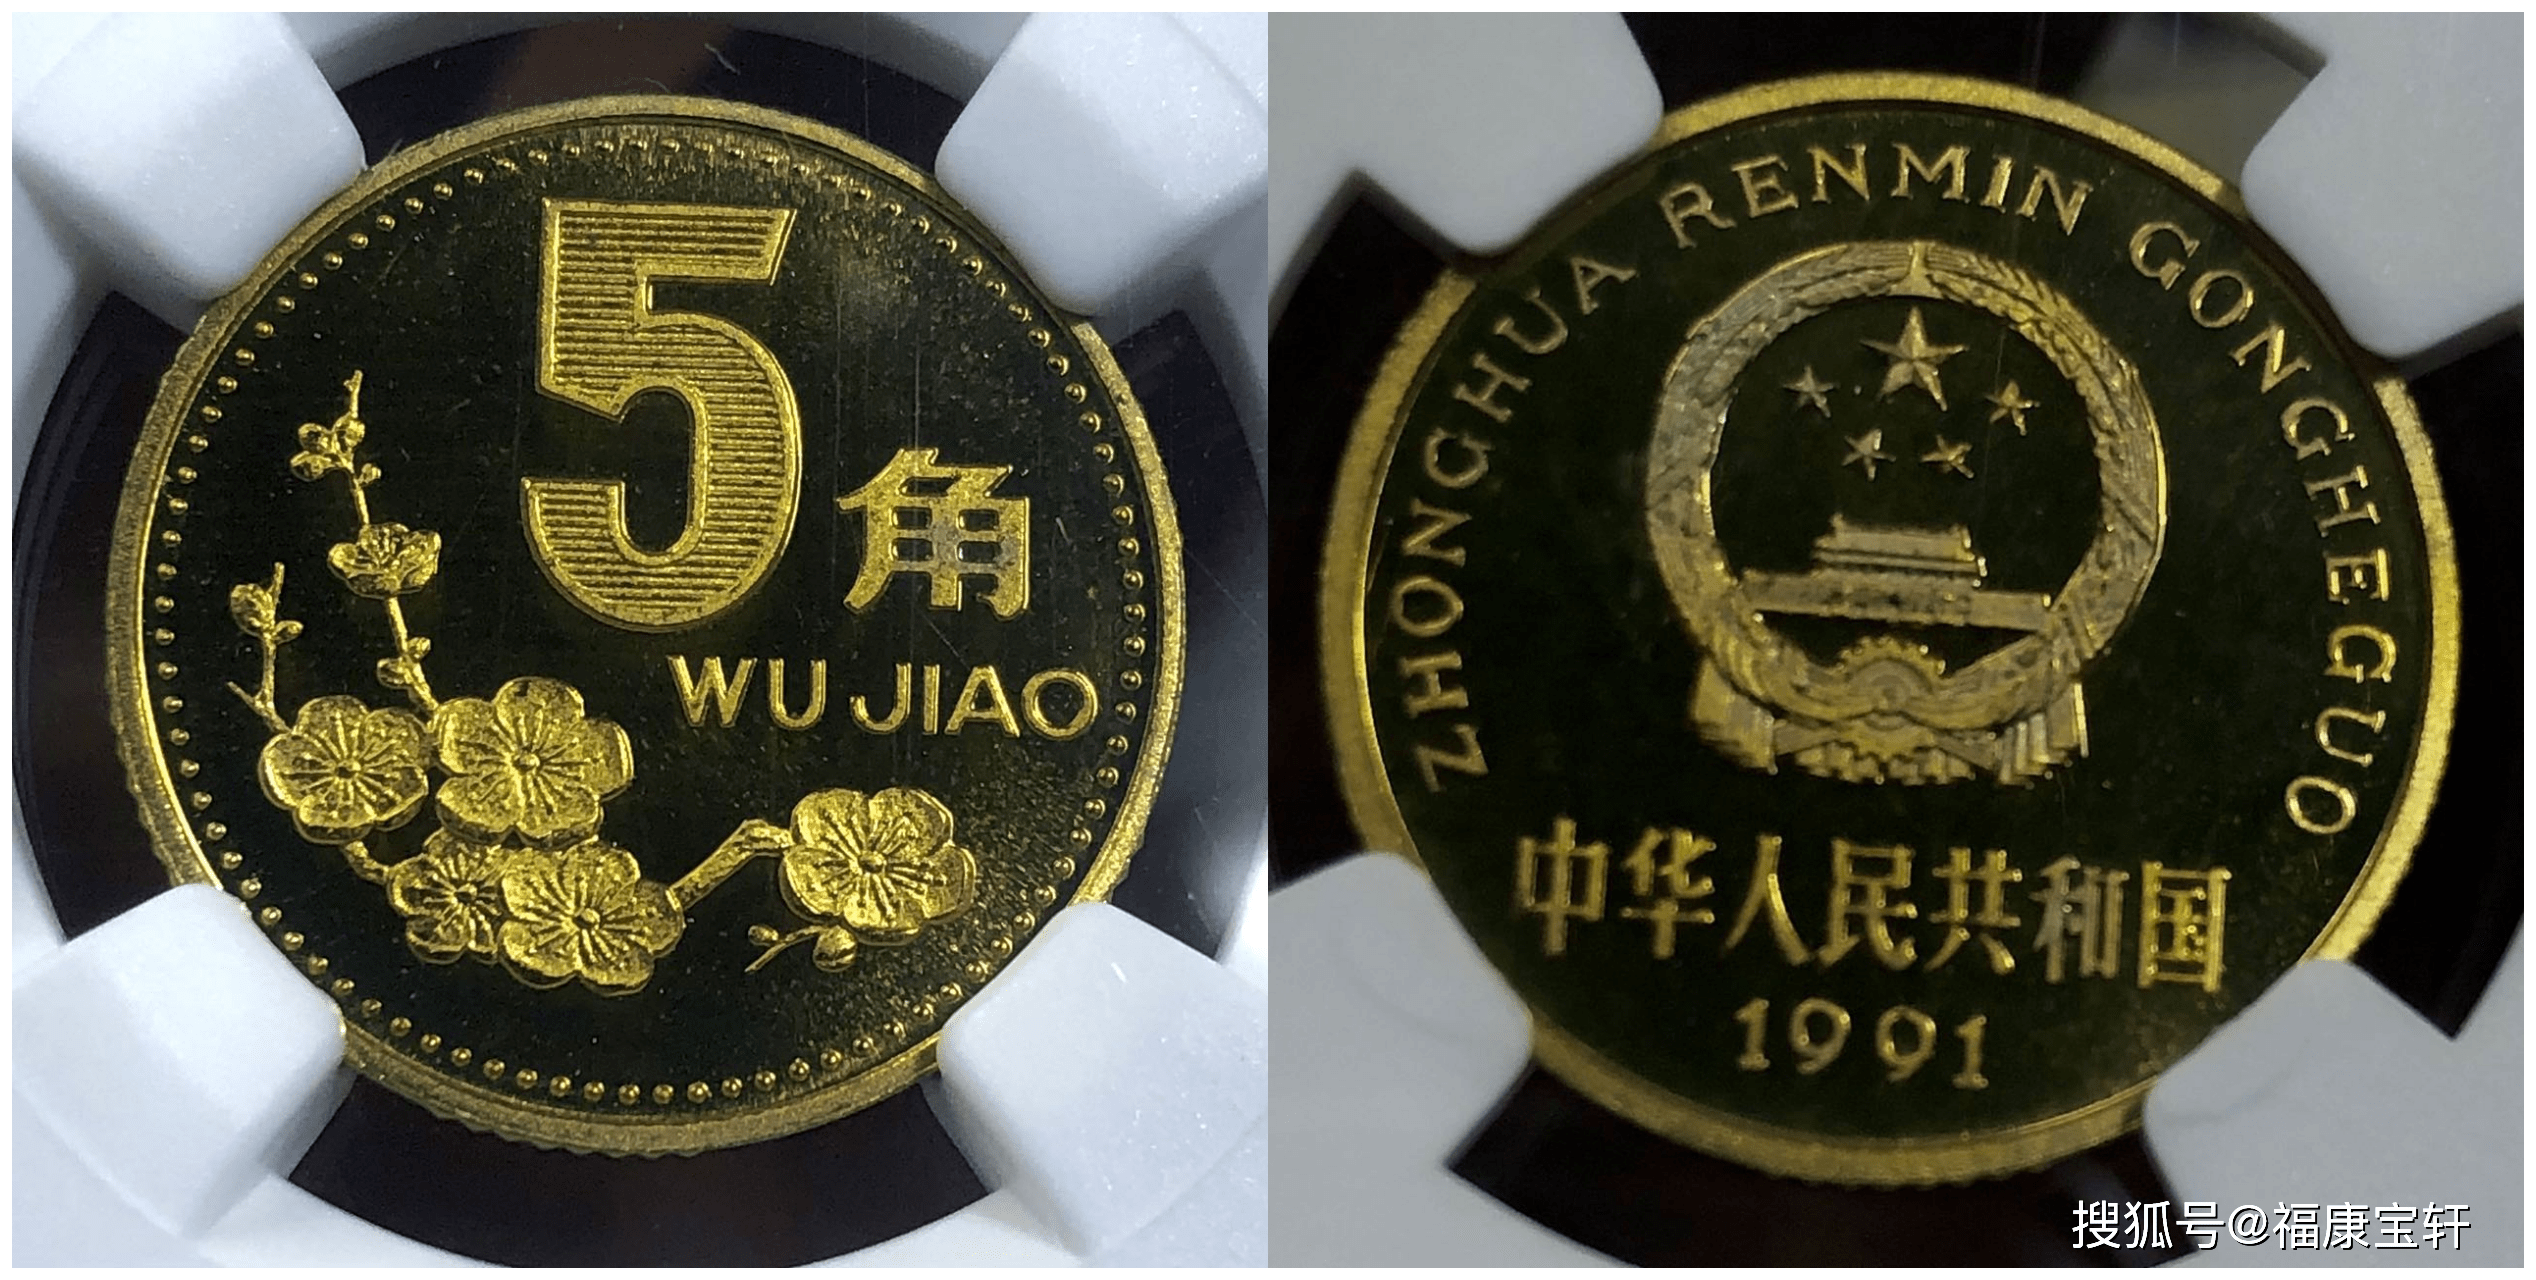 5角
WU JIAO
ZHONGHUA RENMIN GONGHEGUO
中华人民共和国
1991
搜狐号@福康宝轩